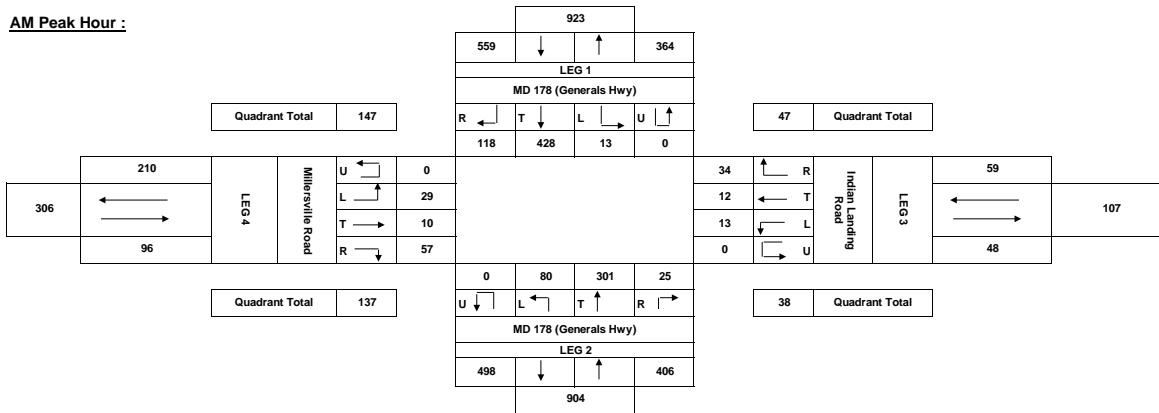 AM Peak Hour :
923
559 364
LEG 1
MD 178 (Generals Hwy)
Quadrant Total 147
R T L U
47 Quadrant Total
118 428 13 0
210
306
96
LEG 4
Millersville Road
U 0
L 29
T 10
R 57
34 R
12 T
13 L
0 U
Indian Landing
Road
LEG 3
59
107
48
0 80 301 25
Quadrant Total 137
U L T R
38 Quadrant Total
MD 178 (Generals Hwy)
LEG 2
498 406
904